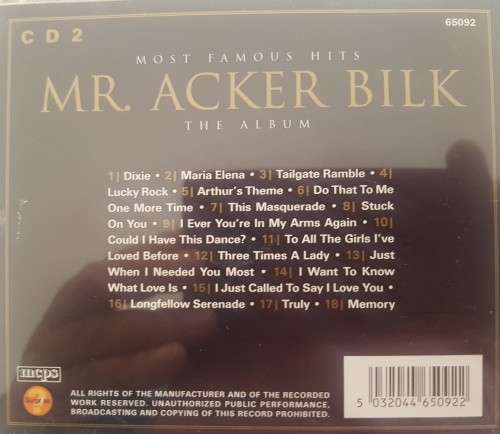 CD2
65092
MOST FAMOUS HITS
MR. ACKER BILK
THE ALBUM
1| Dixie • 2| Maria Elena • 3| Tailgate Ramble • 4|
Lucky Rock • 5| Arthur's Theme • 6| Do That To Me
One More Time • 7| This Masquerade • 8| Stuck
On You • 9| I Ever You're In My Arms Again • 10|
Could I Have This Dance? • 11| To All The Girls I've
Loved Before • 12| Three Times A Lady • 13| Just
When I Needed You Most • 14| I Want To Know
What Love Is • 15| I Just Called To Say I Love You •
16| Longfellow Serenade • 17| Truly • 18| Memory
mcps
ALL RIGHTS OF THE MANUFACTURER AND OF THE RECORDED
WORK RESERVED. UNAUTHORIZED PUBLIC PERFORMANCE,
BROADCASTING AND COPYING OF THIS RECORD PROHIBITED.
5 032044 650922